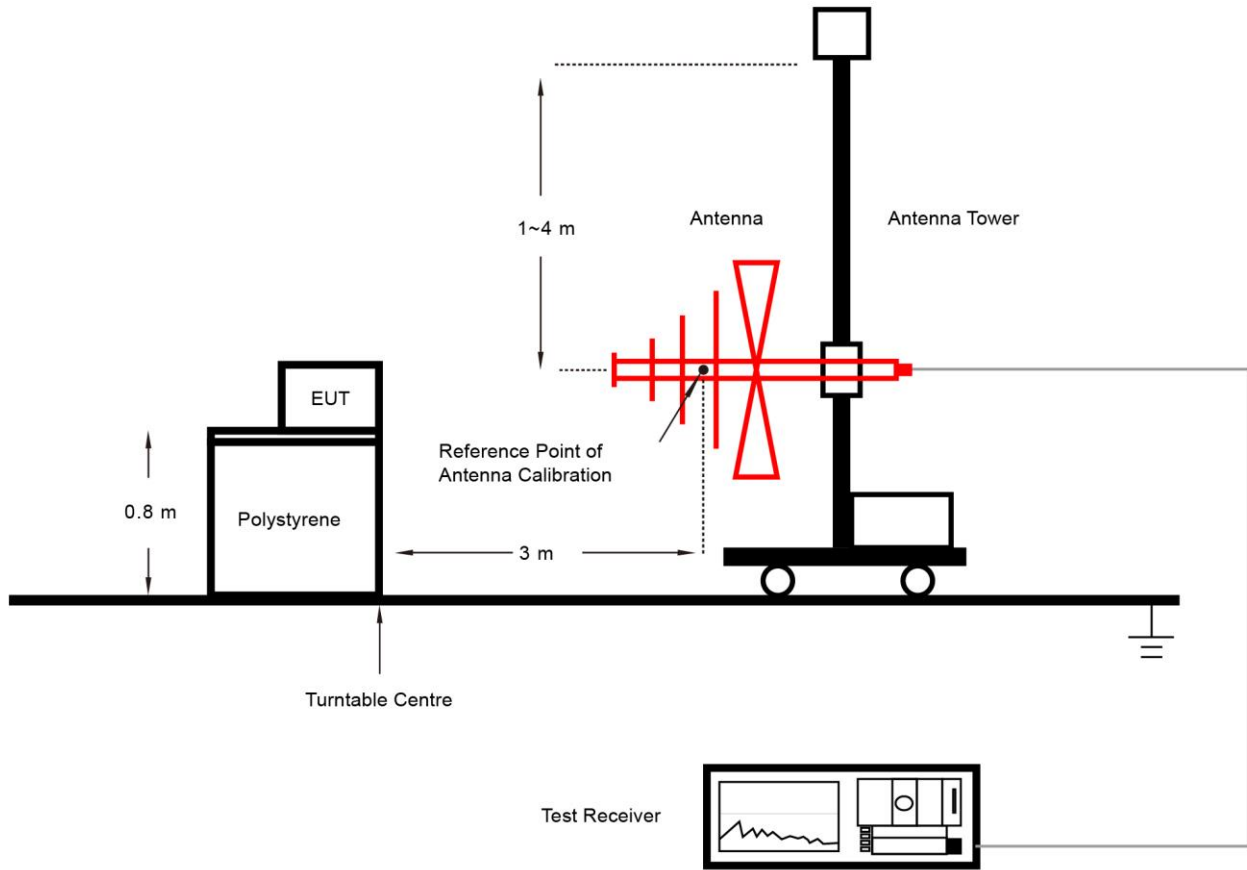 1~4 m
Antenna
Antenna Tower
EUT
Reference Point of
Antenna Calibration
0.8 m
Polystyrene
3 m
Turntable Centre
Test Receiver